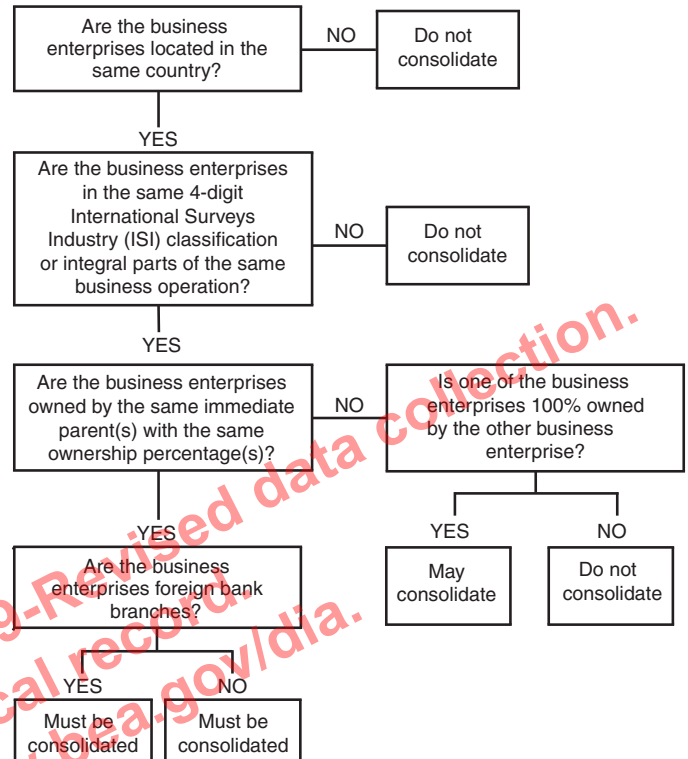 Are the business
enterprises located in the
same country?
NO
Do not
consolidate
YES
Are the business enterprises
in the same 4-digit
International Surveys
Industry (ISI) classification
or integral parts of the same
business operation?
NO
Do not
consolidate
YES
Are the business enterprises
owned by the same immediate
parent(s) with the same
ownership percentage(s)?
NO
Is one of the business
enterprises 100% owned
by the other business
enterprise?
YES
NO
May
consolidate
Do not
consolidate
YES
Are the business
enterprises foreign bank
branches?
YES
NO
Must be
consolidated
Must be
consolidated
9-Revised data collection.
cal record.
bea.gov/dia.